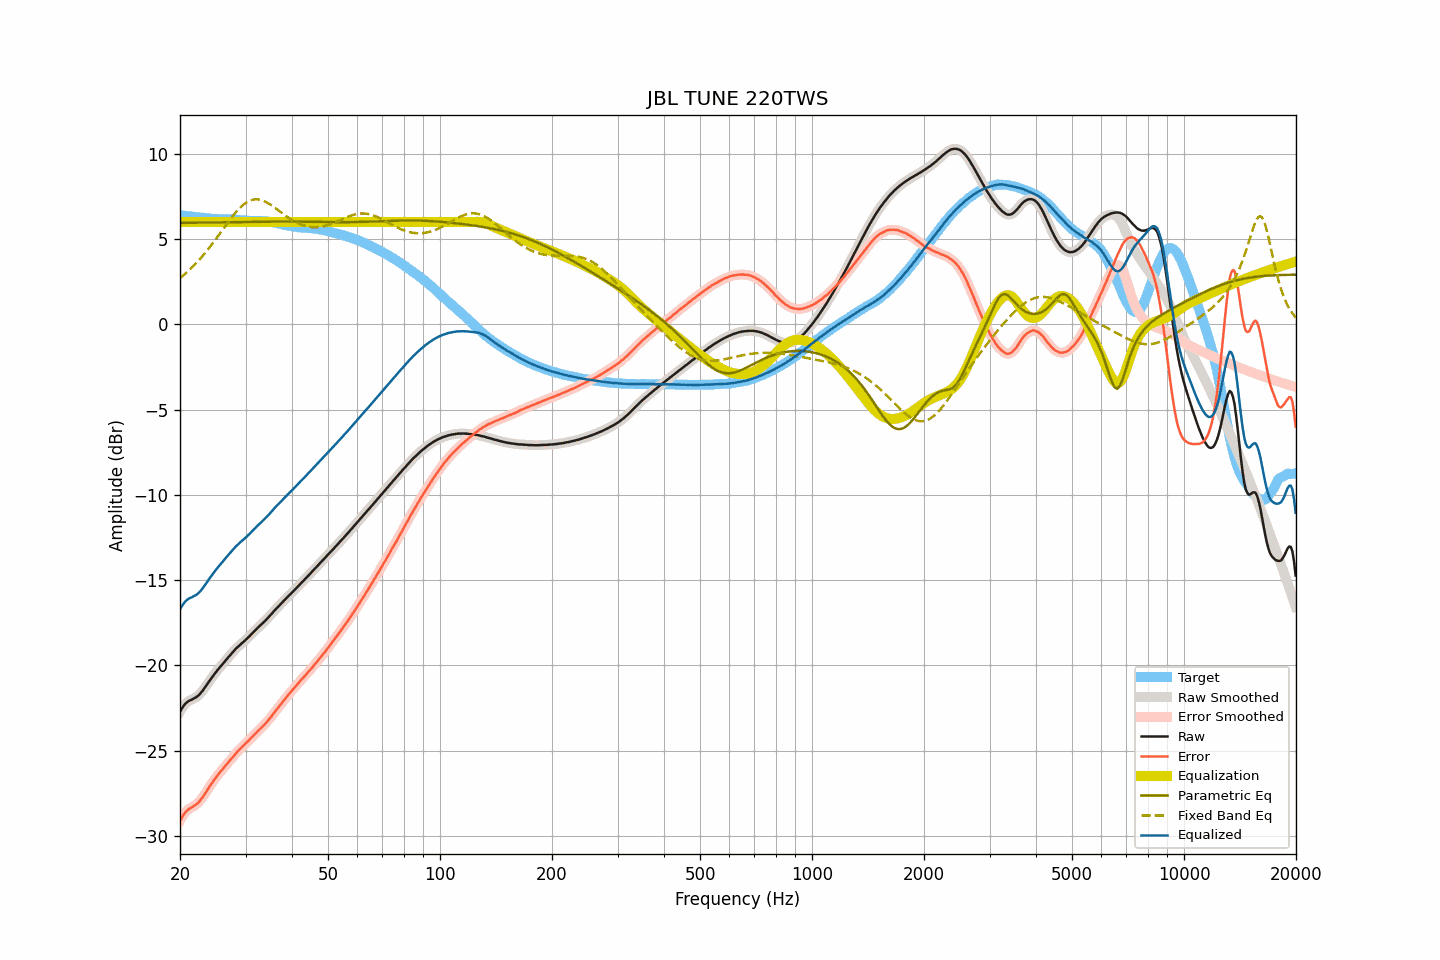 JBL TUNE 220TWS
Amplitude (dBr)
10
5
0
−5
−10
−15
−20
−25
−30
Target
Raw Smoothed
Error Smoothed
Raw
Error
Equalization
Parametric Eq
Fixed Band Eq
Equalized
20 50 100 200 500 1000 2000 5000 10000 20000
Frequency (Hz)